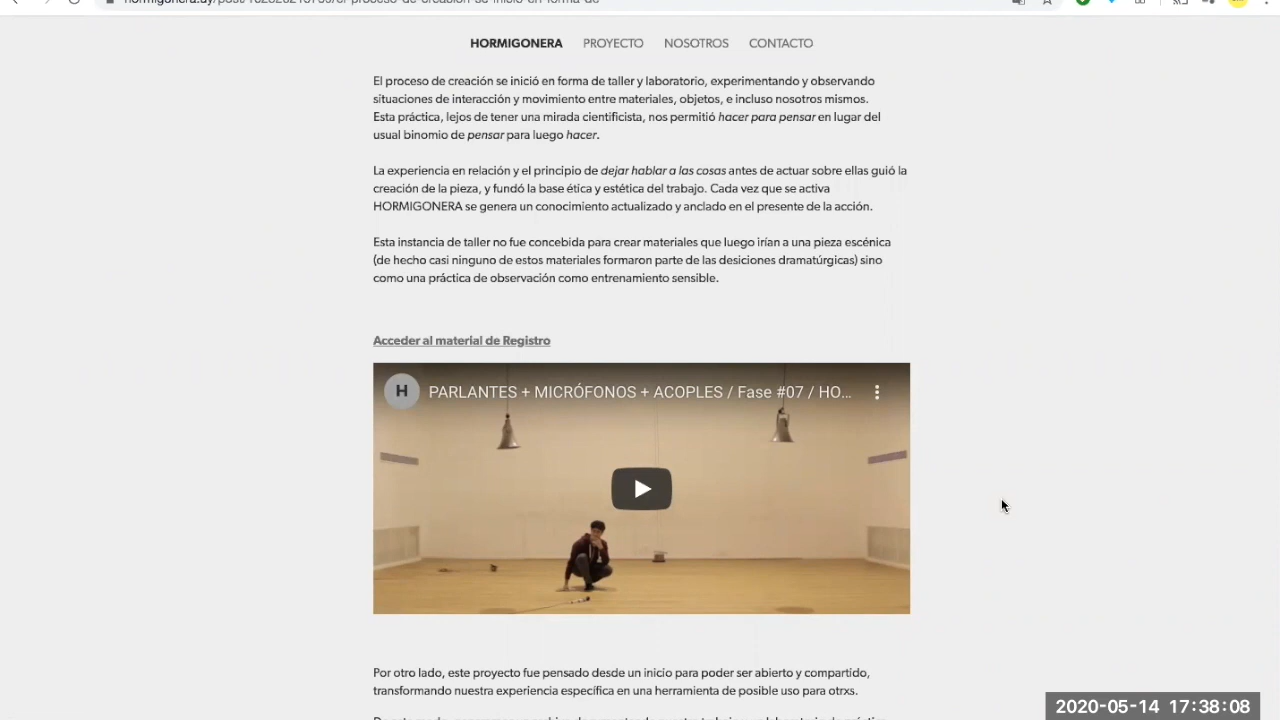 HORMIGONERA PROYECTO NOSOTROS CONTACTO
El proceso de creación se inició en forma de taller y laboratorio, experimentando y observando
situaciones de interacción y movimiento entre materiales, objetos, e incluso nosotros mismos.
Esta práctica, lejos de tener una mirada cientificista, nos permitió hacer para pensar en lugar del
usual binomio de pensar para luego hacer.
La experiencia en relación y el principio de dejar hablar a las cosas antes de actuar sobre ellas guió la
creación de la pieza, y fundó la base ética y estética del trabajo. Cada vez que se activa
HORMIGONERA se genera un conocimiento actualizado y anclado en el presente de la acción.
Esta instancia de taller no fue concebida para crear materiales que luego irían a una pieza escénica
(de hecho casi ninguno de estos materiales formaron parte de las desiciones dramatúrgicas) sino
como una práctica de observación como entrenamiento sensible.
Acceder al material de Registro
H PARLANTES + MICRÓFONOS + ACOPLES / Fase #07 / HO...
Por otro lado, este proyecto fue pensado desde un inicio para poder ser abierto y compartido,
transformando nuestra experiencia específica en una herramienta de posible uso para otrxs.
2020-05-14 17:38:08